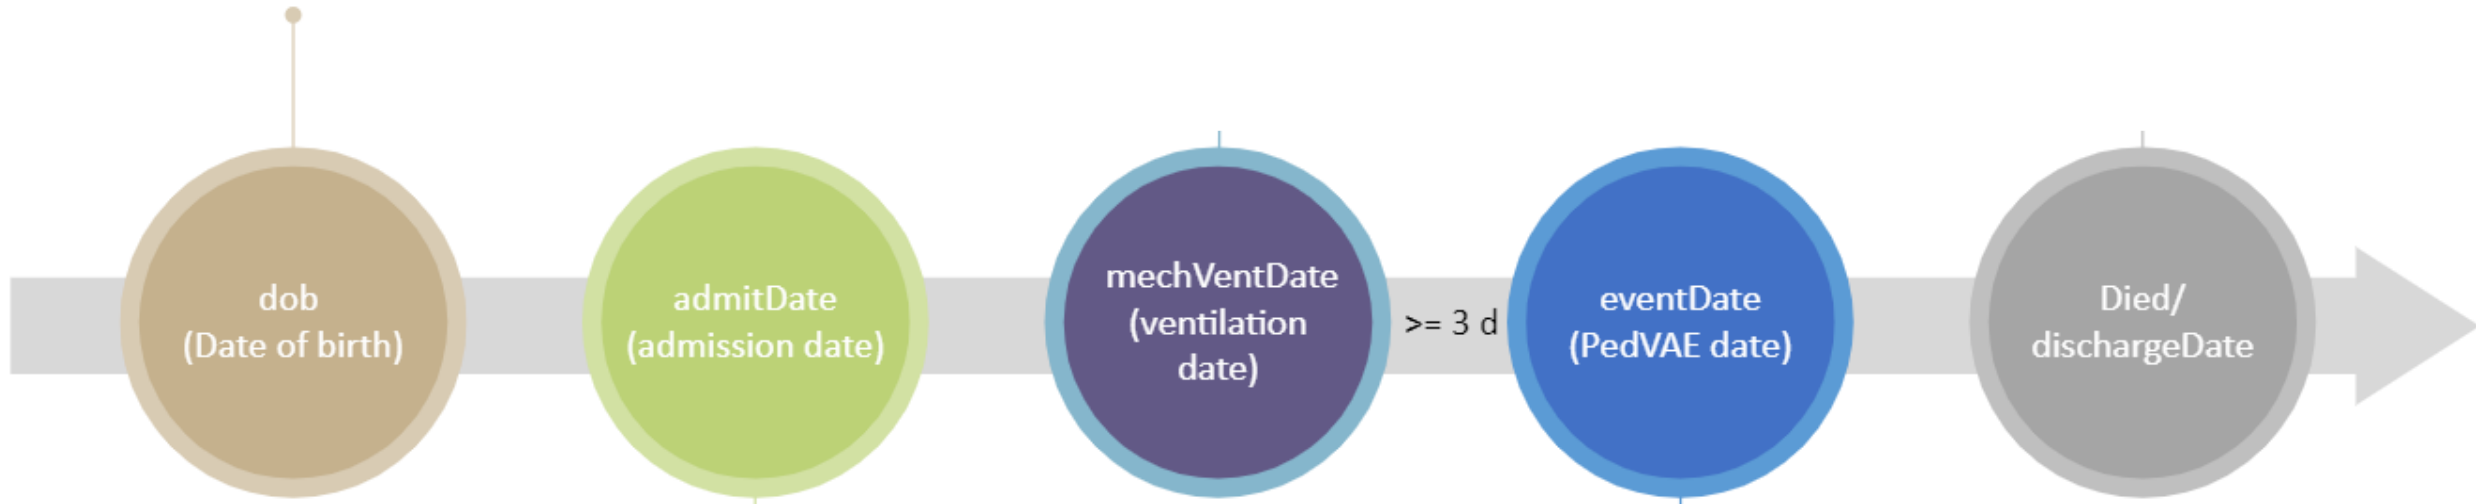 dob
(Date of birth)
admitDate
(admission date)
mechVentDate
(ventilation
date)
>= 3 d
eventDate
(PedVAE date)
Died/
dischargeDate